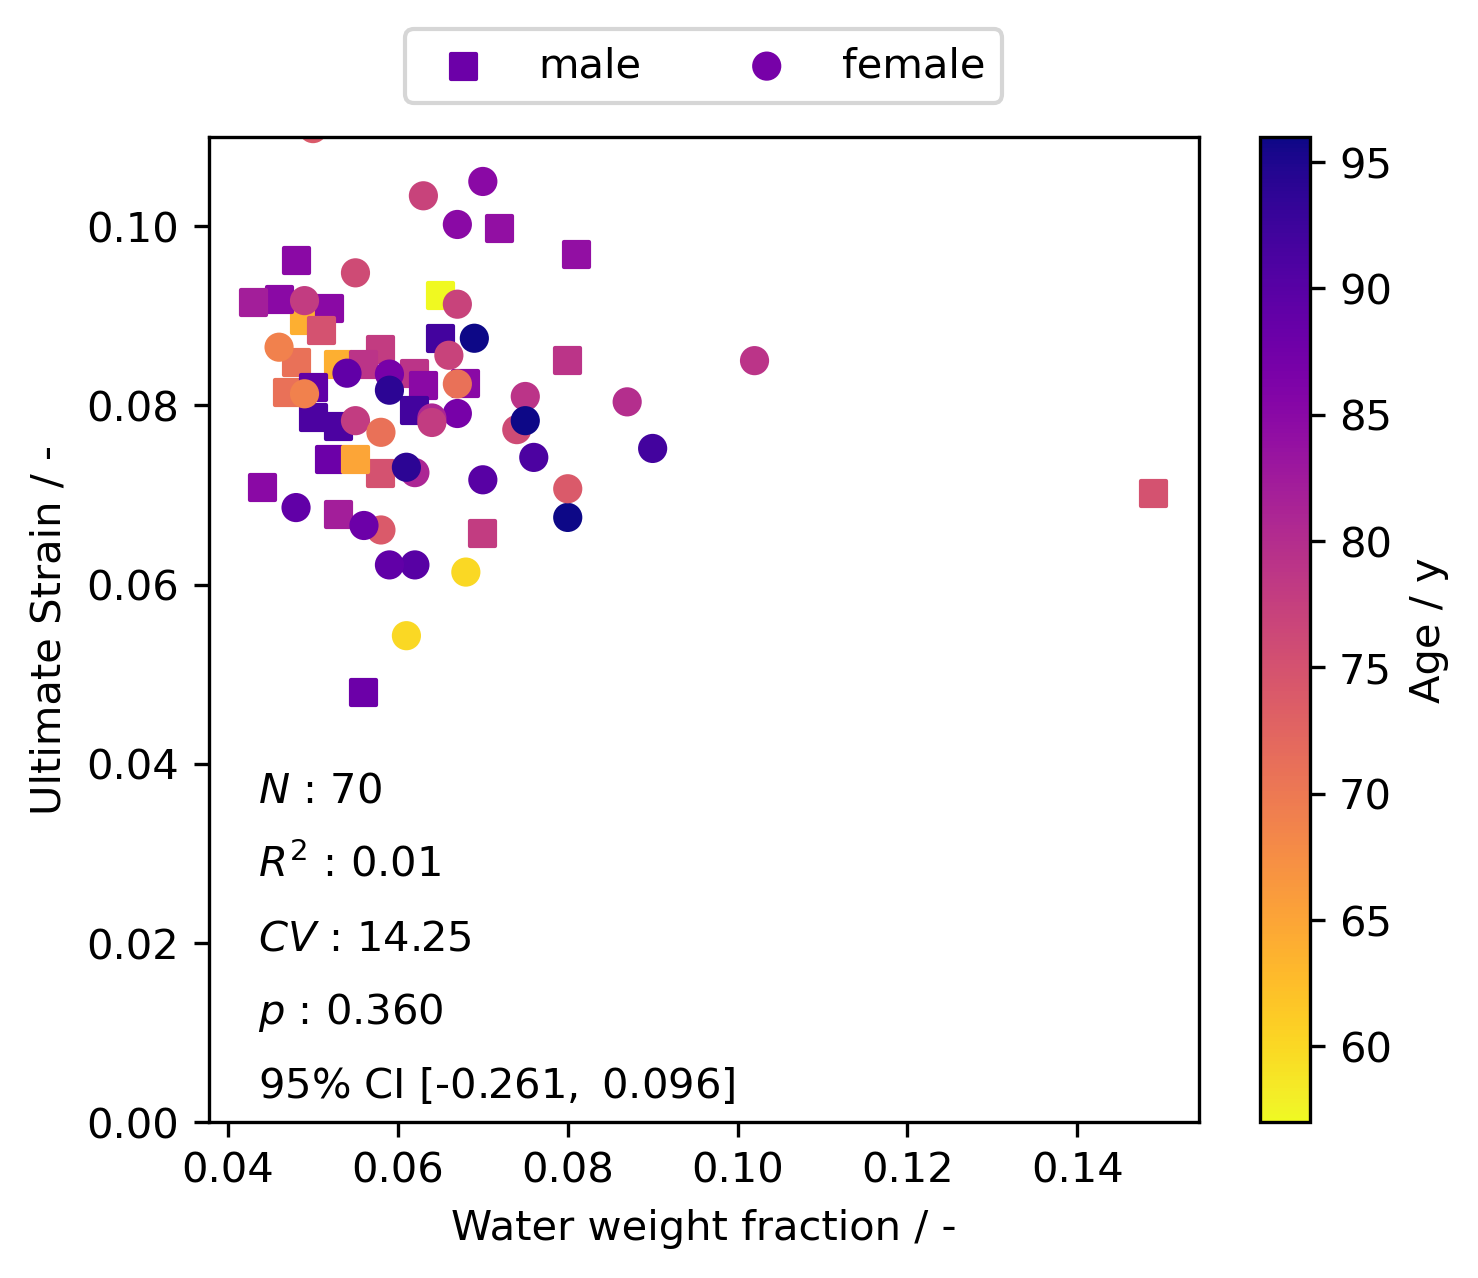 male female
0.10
0.08
0.06
0.04
0.02
0.00
Ultimate Strain / -
N : 70
R² : 0.01
CV : 14.25
p : 0.360
95% CI [-0.261, 0.096]
0.04 0.06 0.08 0.10 0.12 0.14
Water weight fraction / -
95
90
85
80
75
70
65
60
Age / y